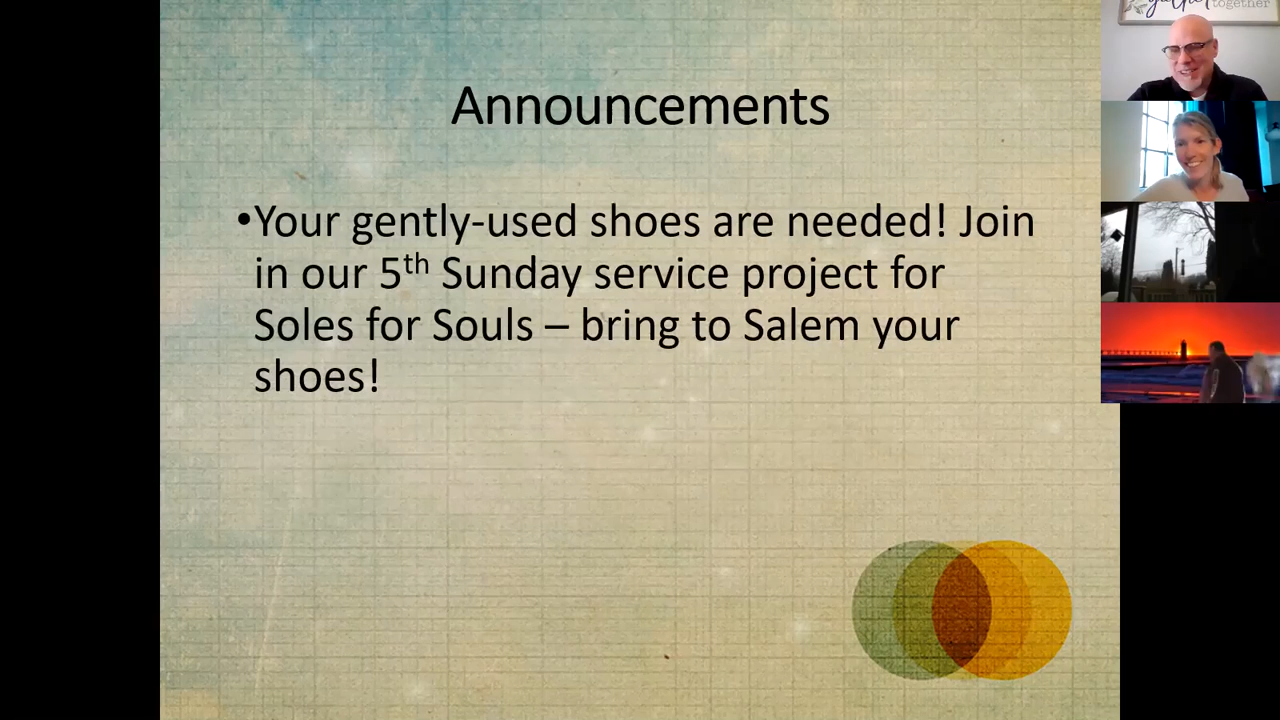 together
Announcements
•Your gently-used shoes are needed! Join
in our 5th Sunday service project for
Soles for Souls – bring to Salem your
shoes!